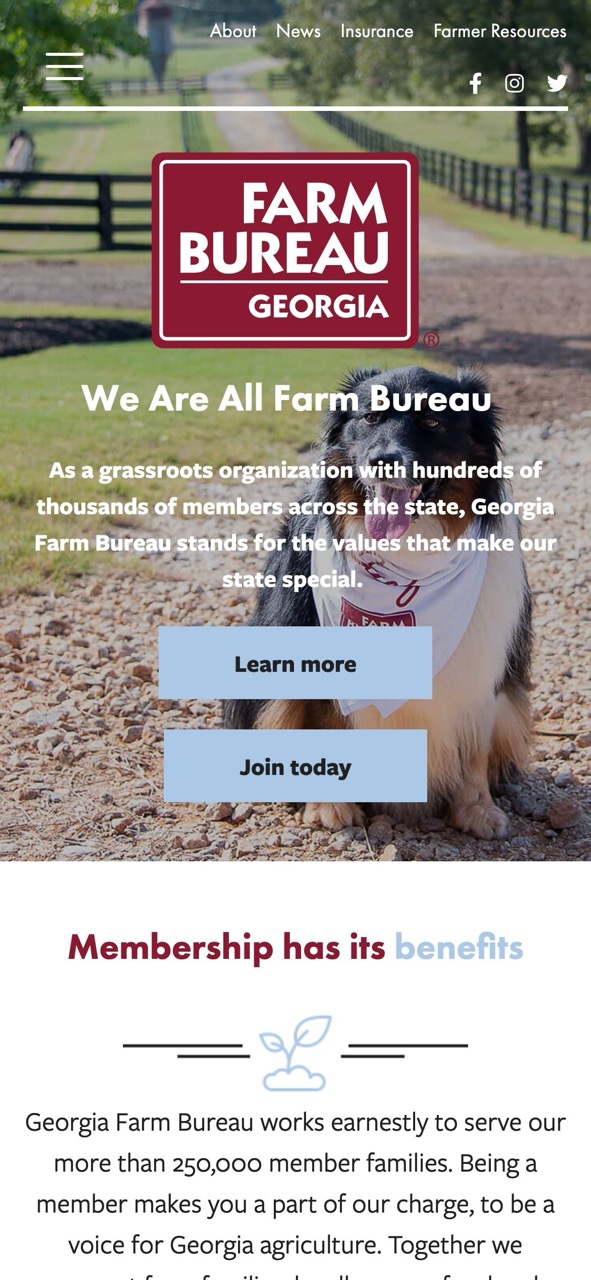 About News Insurance Farmer Resources
FARM
BUREAU
GEORGIA
®
We Are All Farm Bureau
As a grassroots organization with hundreds of
thousands of members across the state, Georgia
Farm Bureau stands for the values that make our
state special.
FARM
Learn more
Join today
Membership has its benefits
Georgia Farm Bureau works earnestly to serve our
more than 250,000 member families. Being a
member makes you a part of our charge, to be a
voice for Georgia agriculture. Together we